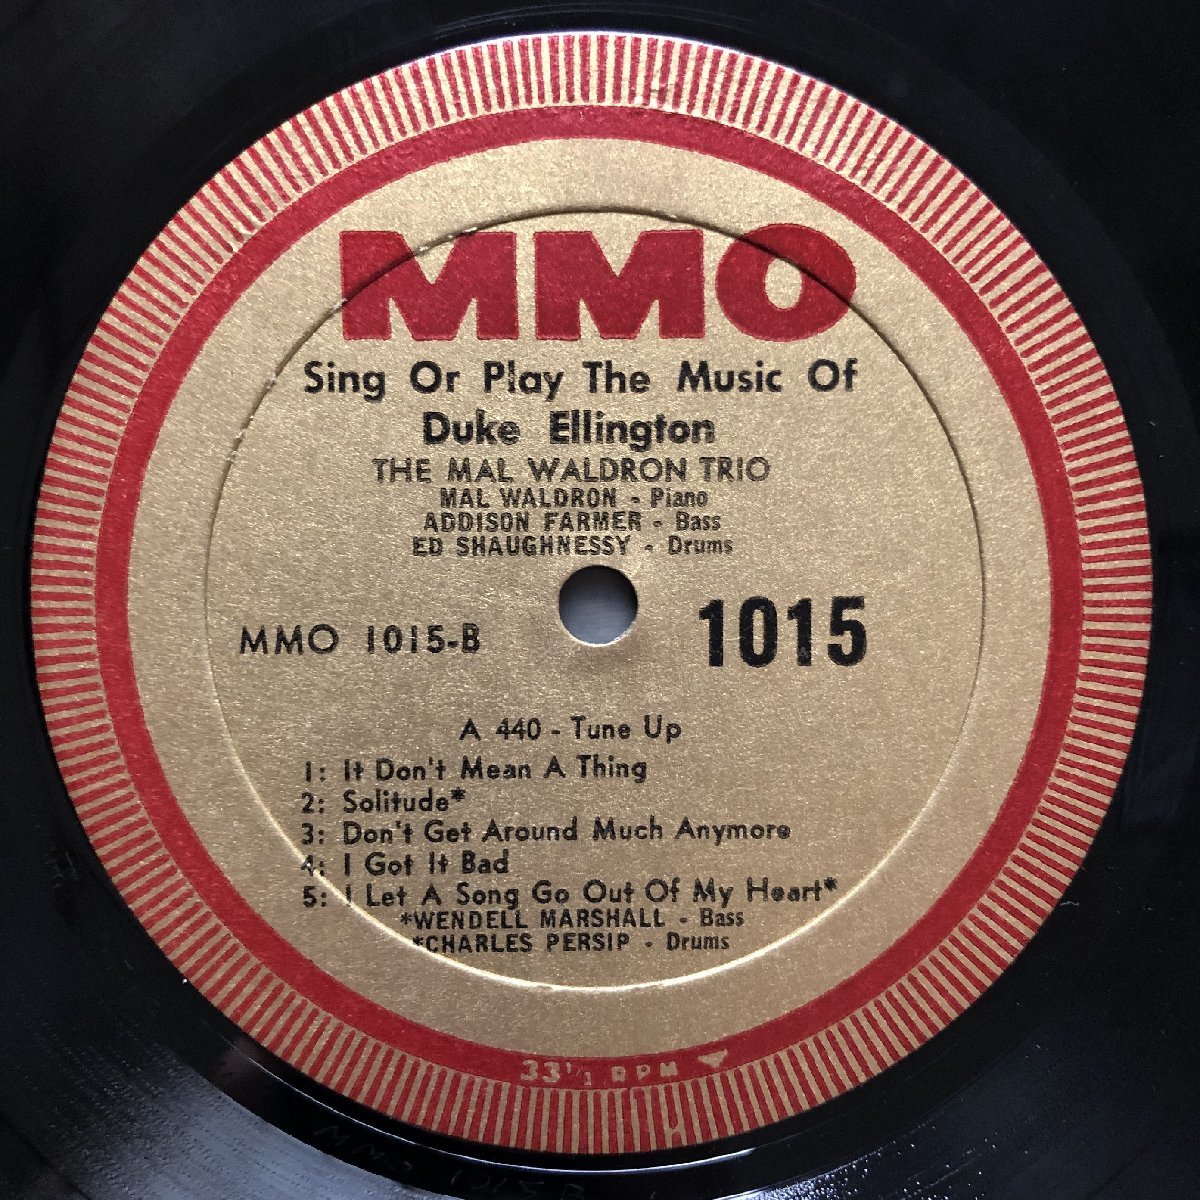 MMO
Sing Or Play The Music Of
Duke Ellington
THE MAL WALDRON TRIO
MAL WALDRON - Piano
ADDISON FARMER - Bass
ED SHAUGHNESSY - Drums
MMO 1015-B
1015
A 440 - Tune Up
1: It Don't Mean A Thing
2: Solitude*
3: Don't Get Around Much Anymore
4: I Got It Bad
5: I Let A Song Go Out Of My Heart*
*WENDELL MARSHALL - Bass
*CHARLES PERSIP - Drums
33⅓ RPM